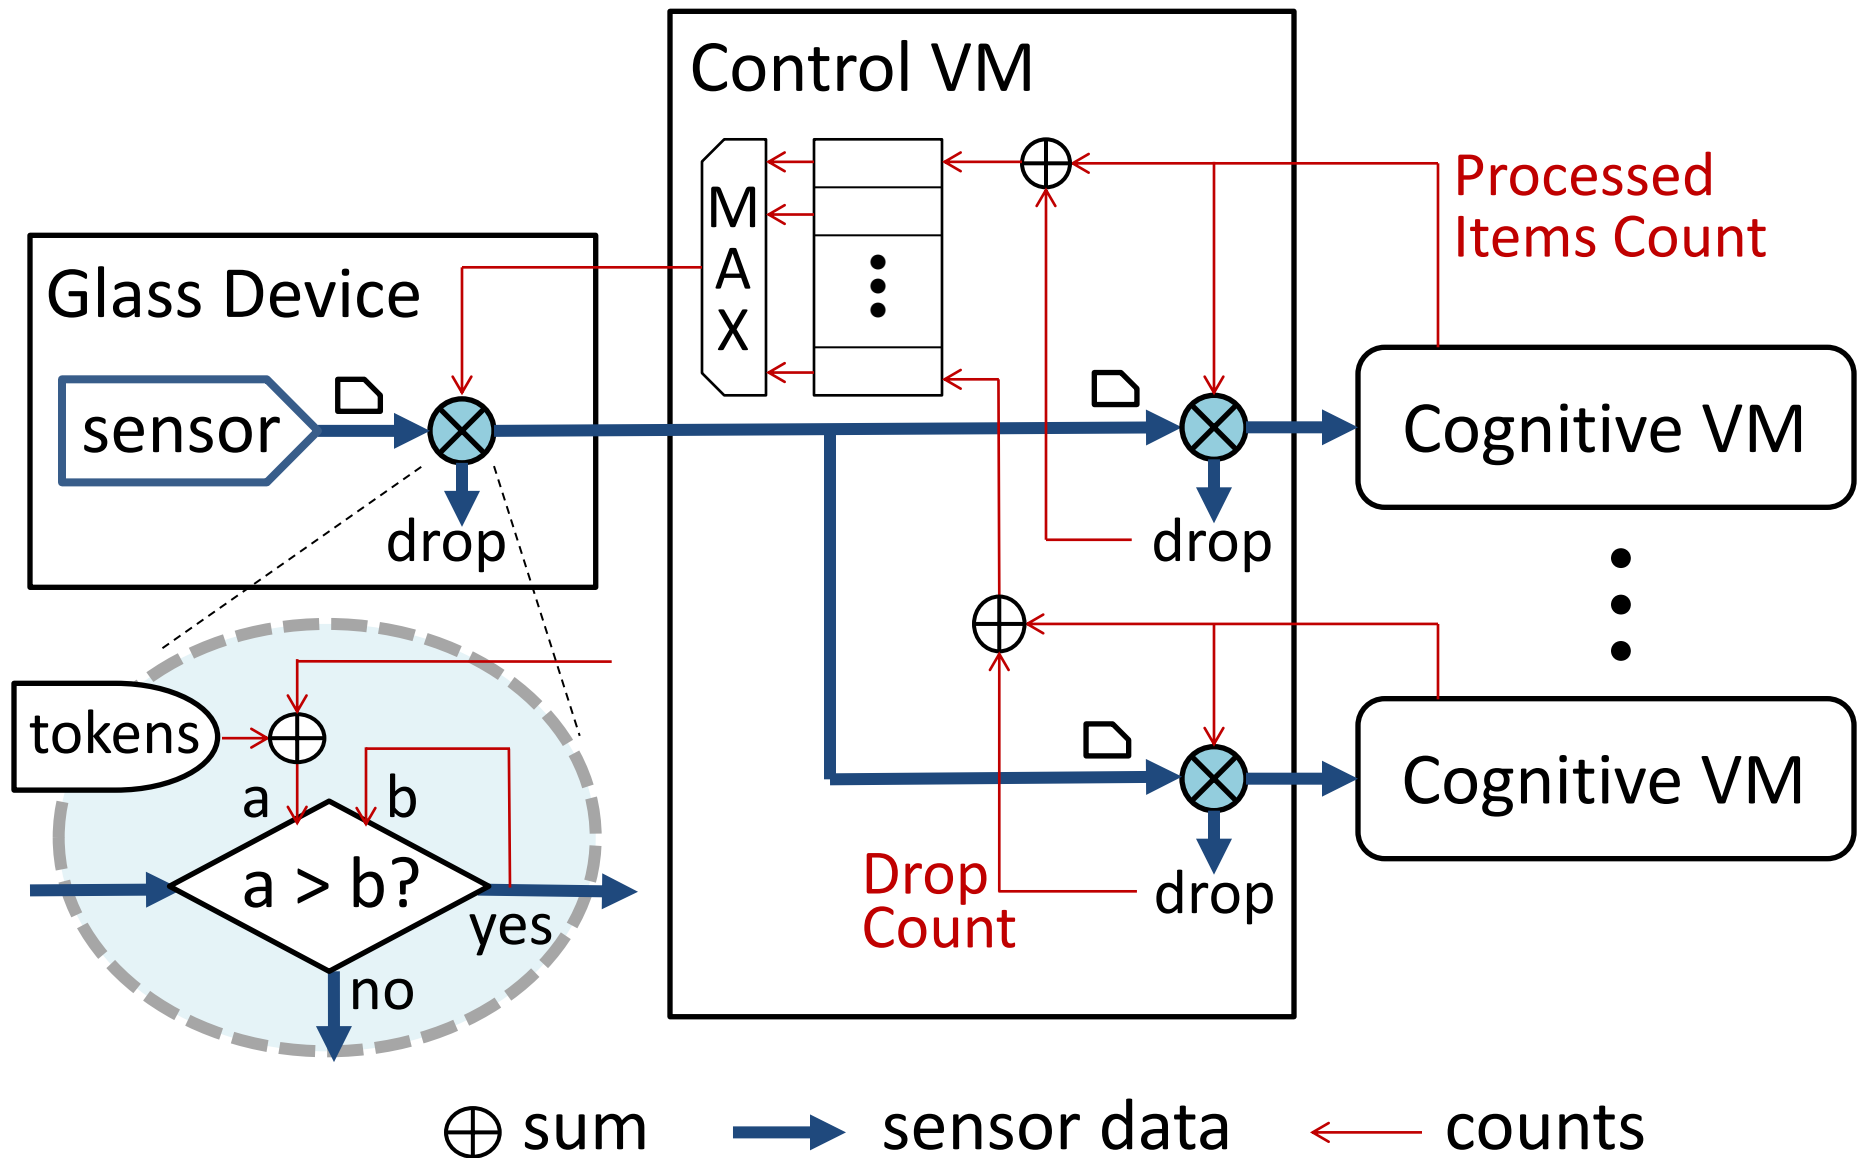 Control VM
M
A
X
Processed
Items Count
Glass Device
sensor
drop
Cognitive VM
drop
tokens
a
b
a > b?
yes
no
Cognitive VM
Drop
Count
drop
sum
sensor data
counts